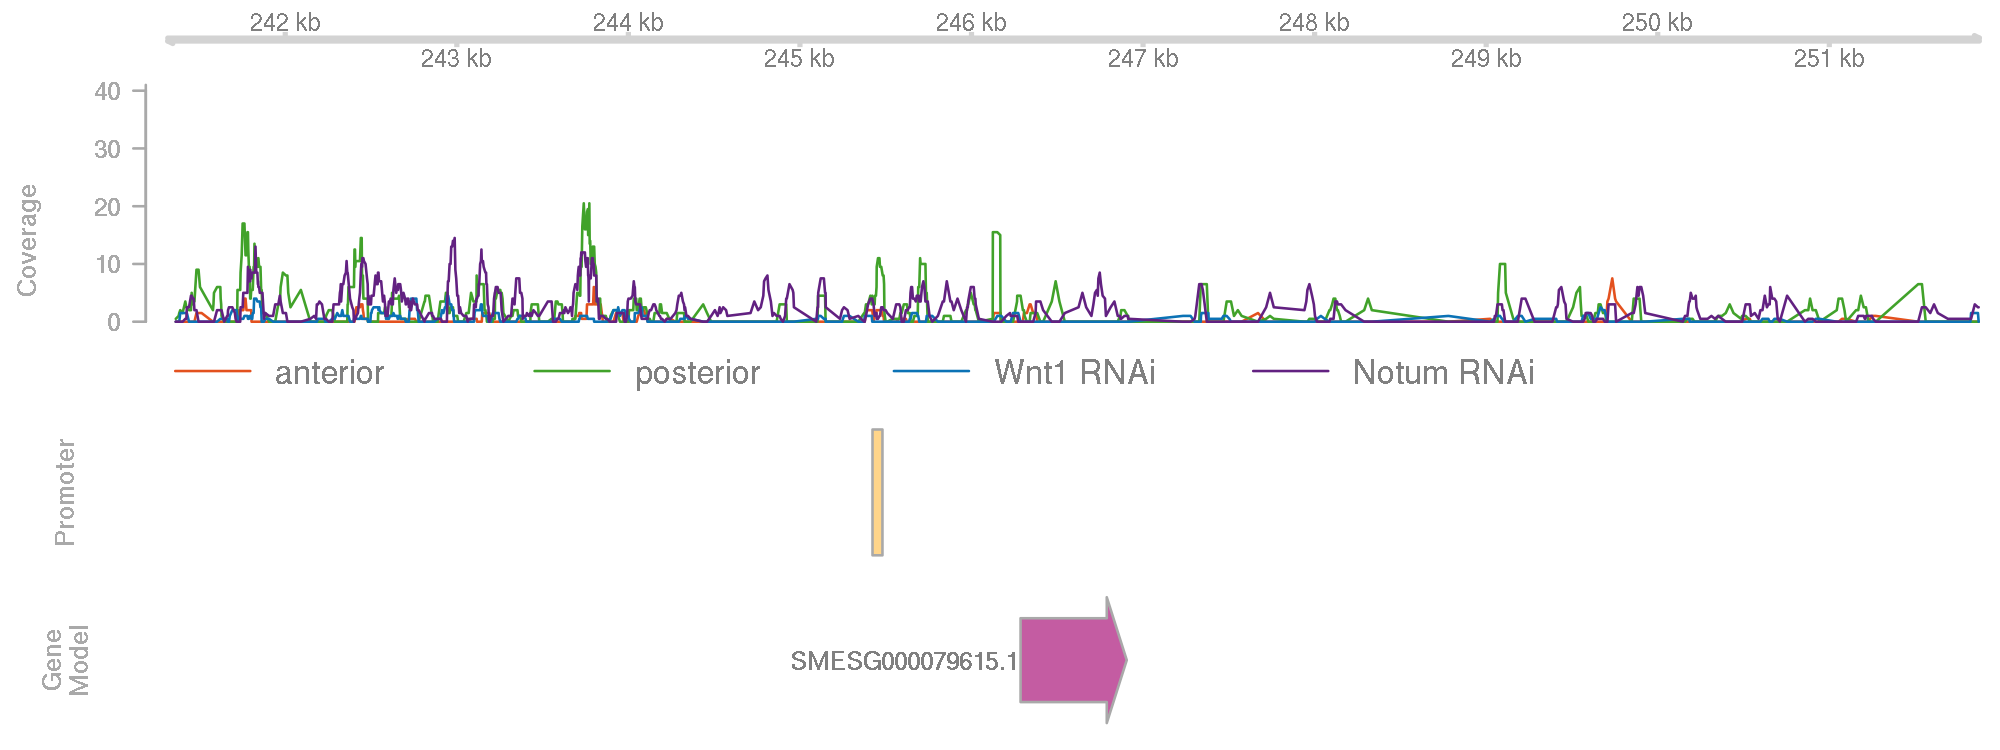 242 kb 244 kb 246 kb 248 kb 250 kb
243 kb 245 kb 247 kb 249 kb 251 kb
Coverage
40
30
20
10
0
anterior posterior Wnt1 RNAi Notum RNAi
Promoter
Gene
Model
SMESG000079615.1